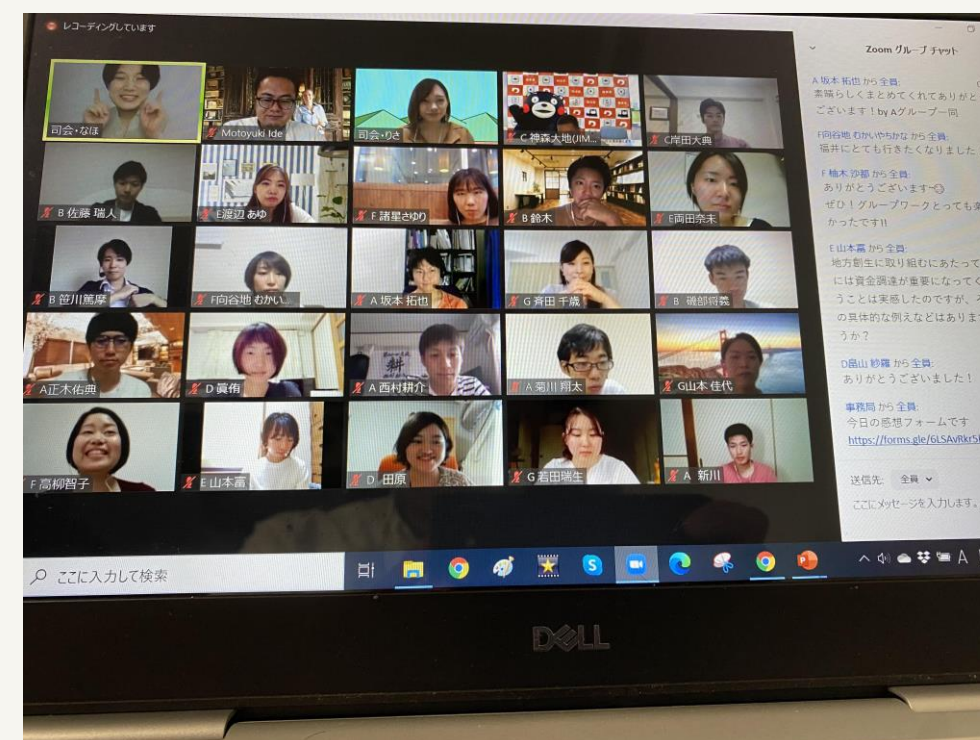 レコーディングしています
司会・なほ
Motoyuki Ide
司会・りさ
C 神森大地(JIM...
C岸田大典
B 佐藤 瑞人
E渡辺 あゆ
F 諸星さゆり
B 鈴木
E両田奈未
B 笹川篤摩
F向谷地 むかい...
A 坂本 拓也
G 斉田 千歳
B 磯部将義
A正木佑典
D 眞侑
A 西村耕介
A 菊川 翔太
G山本 佳代
F 高柳智子
E 山本富
D 田原
G 若田瑞生
A 新川
耕
Zoom グループ チャット
A 坂本 拓也 から 全員:
素晴らしくまとめてくれてありがと
ございます！by Aグループ一同
F向谷地 むかいやちかな から 全員:
福井にとても行きたくなりました
F 柚木 沙耶 から 全員:
ありがとうございます~😊
ぜひ！グループワークとっても楽
かったです!!
E 山本富 から 全員:
地方創生に取り組むにあたって
には資金調達が重要になってく
うことは実感したのですが、
の具体的な例えなどはありま
うか？
D畠山 紗羅 から 全員:
ありがとうございました！
事務局 から 全員:
今日の感想フォームです
https://forms.gle/6LSAvRkrS
送信先: 全員
ここにメッセージを入力します。
ここに入力して検索
A
DELL